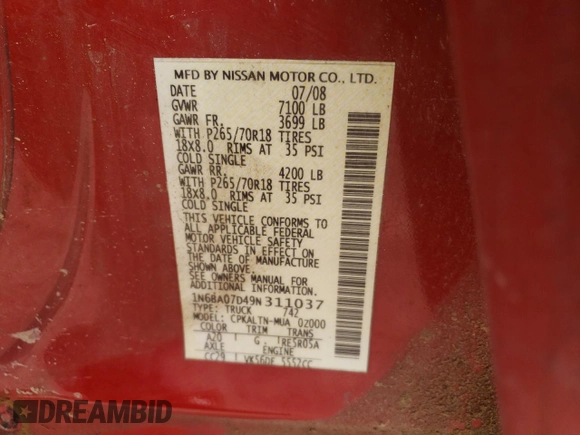 MFD BY NISSAN MOTOR CO., LTD.
DATE 07/08
GVWR 7100 LB
GAWR FR. 3699 LB
WITH P265/70R18 TIRES
18X8.0 RIMS AT 35 PSI
COLD SINGLE
GAWR RR. 4200 LB
WITH P265/70R18 TIRES
18X8.0 RIMS AT 35 PSI
COLD SINGLE
THIS VEHICLE CONFORMS TO
ALL APPLICABLE FEDERAL
MOTOR VEHICLE SAFETY
STANDARDS IN EFFECT ON
THE DATE OF MANUFACTURE
SHOWN ABOVE.
SEE OWNERS MANUAL FOR
ADDITIONAL INFORMATION.
1N6BA07D49N311037
TYPE: TRUCK 742
MODEL: CPKALTN-MUA 02000
COLOR TRIM TRANS
A20 G RE5R05A
AXLE ENGINE
CC29 VK56DE 5552CC
DREAMBID